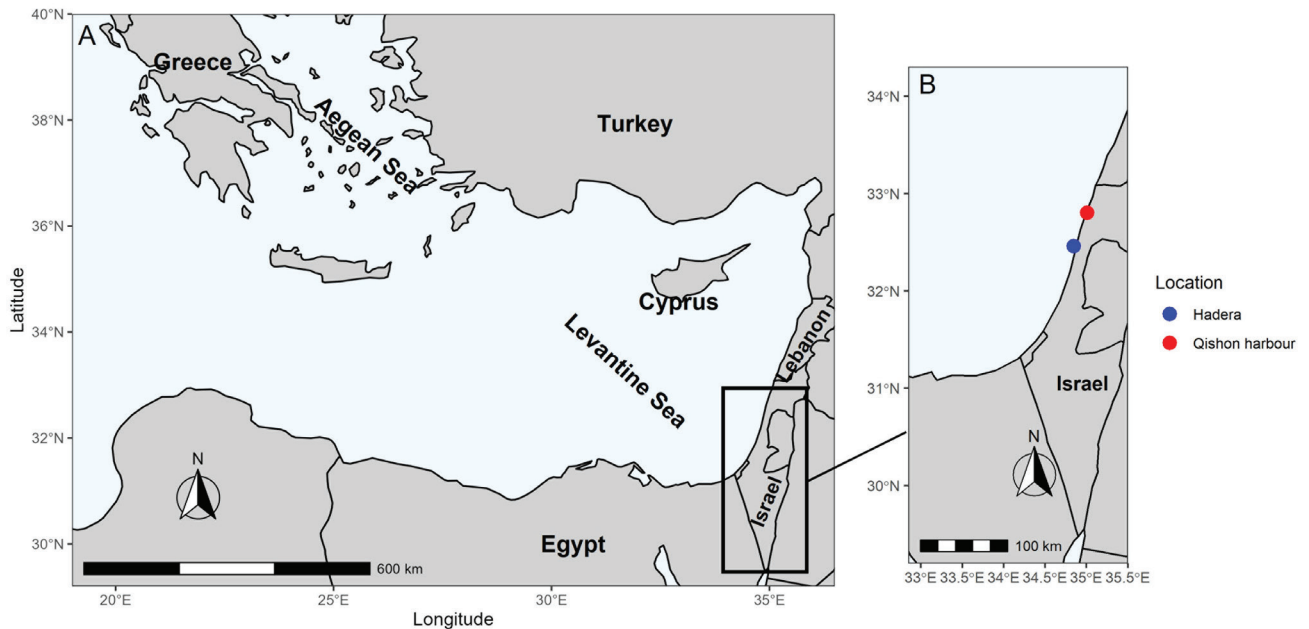 A
40°N
38°N
36°N
34°N
32°N
30°N
Latitude
Greece
Aegean Sea
Turkey
Cyprus
Levantine Sea
Lebanon
Israel
Egypt
N
600 km
20°E
25°E
30°E
35°E
Longitude
B
34°N
33°N
32°N
31°N
30°N
Israel
N
100 km
33°E
33.5°E
34°E
34.5°E
35°E
35.5°E
Location
Hadera
Qishon harbour